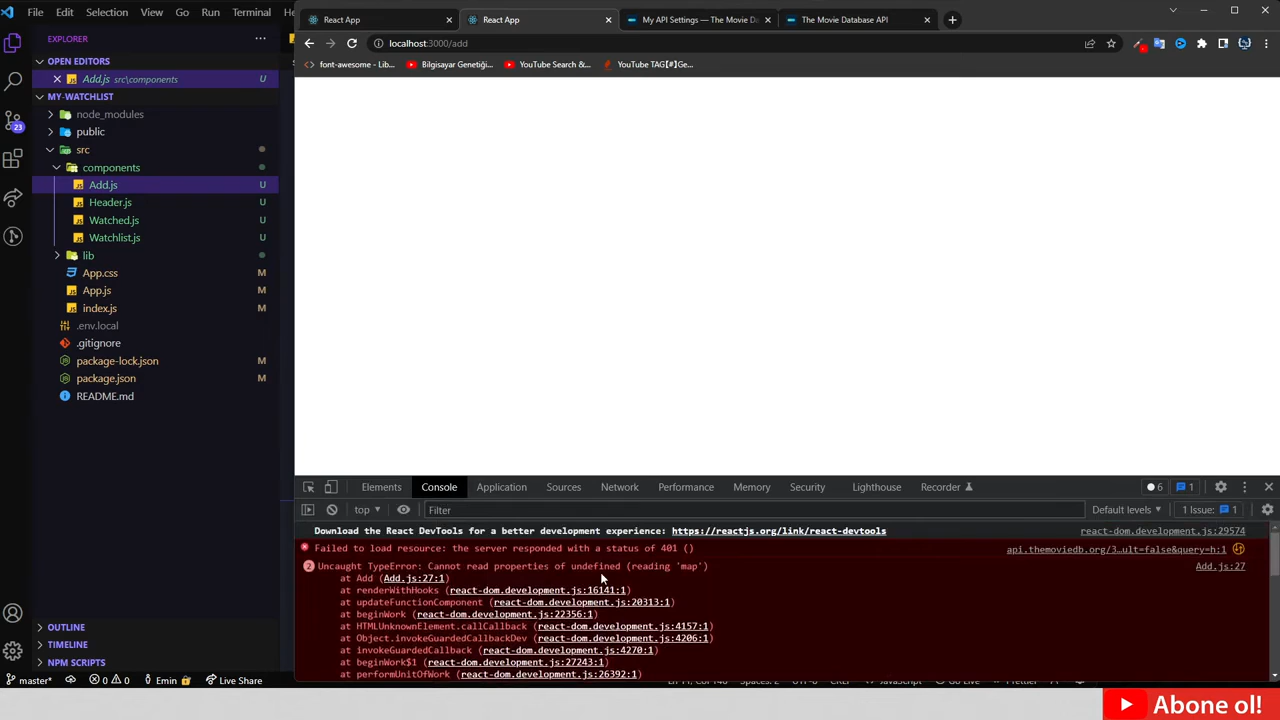 File Edit Selection View Go Run Terminal
EXPLORER
OPEN EDITORS
Add.js src\components U
MY-WATCHLIST
node_modules
public
src
components
Add.js U
Header.js U
Watched.js U
Watchlist.js U
lib
App.css M
App.js M
index.js M
.env.local
.gitignore
package-lock.json M
package.json M
README.md
OUTLINE
TIMELINE
NPM SCRIPTS
23
master* 0 0 Emin Live Share
React App
React App
My API Settings — The Movie Da
The Movie Database API
localhost:3000/add
font-awesome - Lib...
Bilgisayar Genetiği...
YouTube Search &...
YouTube TAG【#】Ge...
Elements Console Application Sources Network Performance Memory Security Lighthouse Recorder 6 1
top Filter Default levels 1 Issue: 1
Download the React DevTools for a better development experience: https://reactjs.org/link/react-devtools react-dom.development.js:29574
Failed to load resource: the server responded with a status of 401 () api.themoviedb.org/3…ult=false&query=h:1
2 Uncaught TypeError: Cannot read properties of undefined (reading 'map') Add.js:27
at Add (Add.js:27:1)
at renderWithHooks (react-dom.development.js:16141:1)
at updateFunctionComponent (react-dom.development.js:20313:1)
at beginWork (react-dom.development.js:22356:1)
at HTMLUnknownElement.callCallback (react-dom.development.js:4157:1)
at Object.invokeGuardedCallbackDev (react-dom.development.js:4206:1)
at invokeGuardedCallback (react-dom.development.js:4270:1)
at beginWork$1 (react-dom.development.js:27243:1)
at performUnitOfWork (react-dom.development.js:26392:1)
Abone ol!